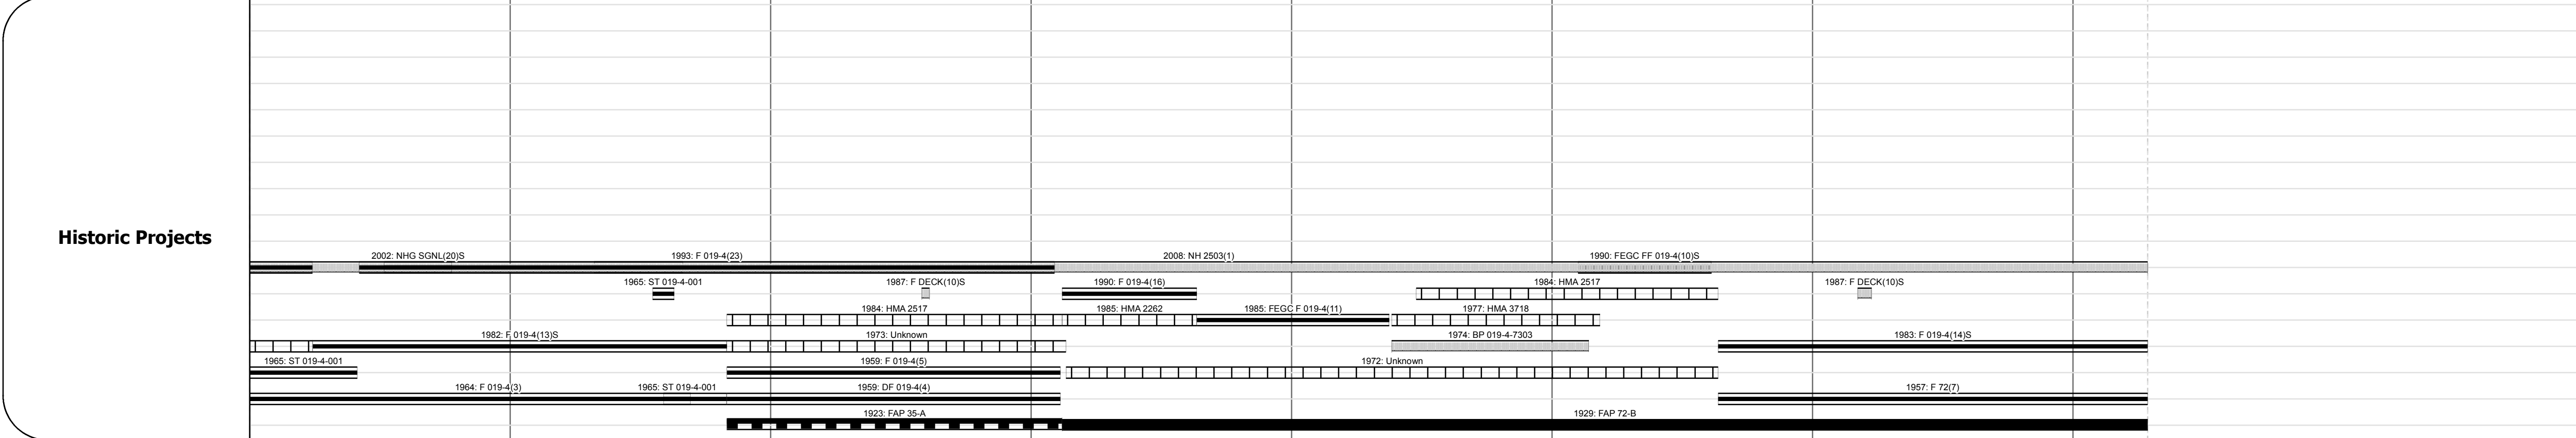 Historic Projects
2002: NHG SGNL(20)S 1993: F 019-4(23) 2008: NH 2503(1) 1990: FEGC FF 019-4(10)S
1965: ST 019-4-001 1987: F DECK(10)S 1990: F 019-4(16) 1984: HMA 2517 1987: F DECK(10)S
1984: HMA 2517 1985: HMA 2262 1985: FEGC F 019-4(11) 1977: HMA 3718
1982: F 019-4(13)S 1973: Unknown 1974: BP 019-4-7303 1983: F 019-4(14)S
1965: ST 019-4-001 1959: F 019-4(5) 1972: Unknown
1964: F 019-4(3) 1965: ST 019-4-001 1959: DF 019-4(4) 1957: F 72(7)
1923: FAP 35-A 1929: FAP 72-B